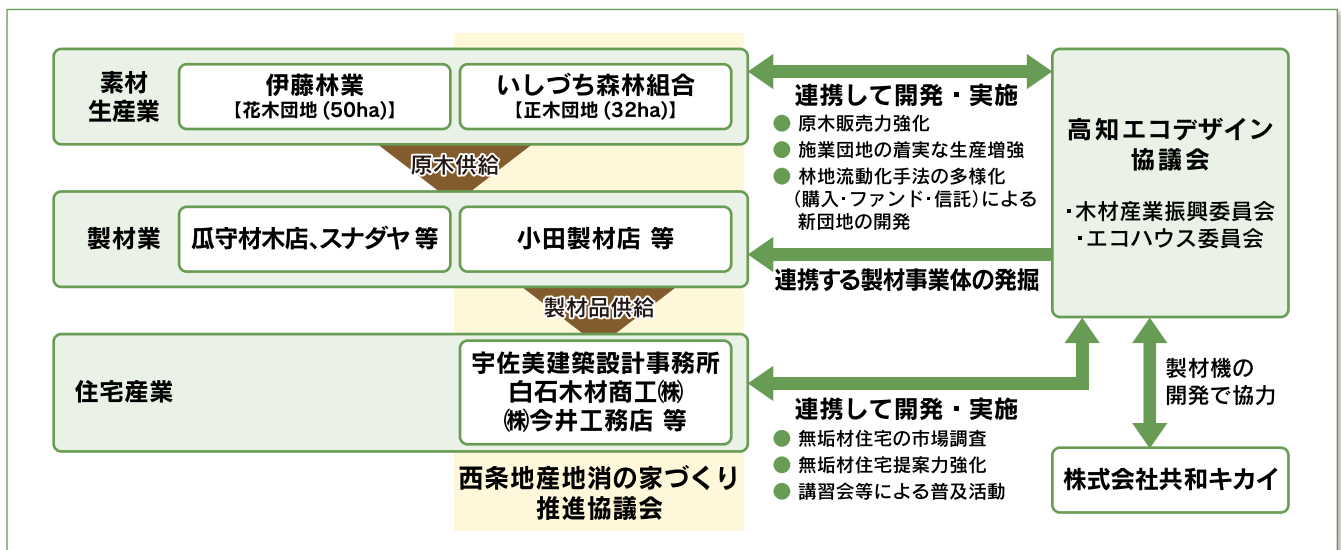 素材
生産業
伊藤林業
【花木団地（50ha）】
いしづち森林組合
【正木団地（32ha）】
原木供給
製材業
瓜守材木店、スナダヤ 等
小田製材店 等
製材品供給
住宅産業
宇佐美建築設計事務所
白石木材商工㈱
㈱今井工務店 等
西条地産地消の家づくり
推進協議会
連携して開発・実施
● 原木販売力強化
● 施業団地の着実な生産増強
● 林地流動化手法の多様化
（購入・ファンド・信託）による
新団地の開発
連携する製材事業体の発掘
連携して開発・実施
● 無垢材住宅の市場調査
● 無垢材住宅提案力強化
● 講習会等による普及活動
高知エコデザイン
協議会
・木材産業振興委員会
・エコハウス委員会
製材機の
開発で協力
株式会社共和キカイ